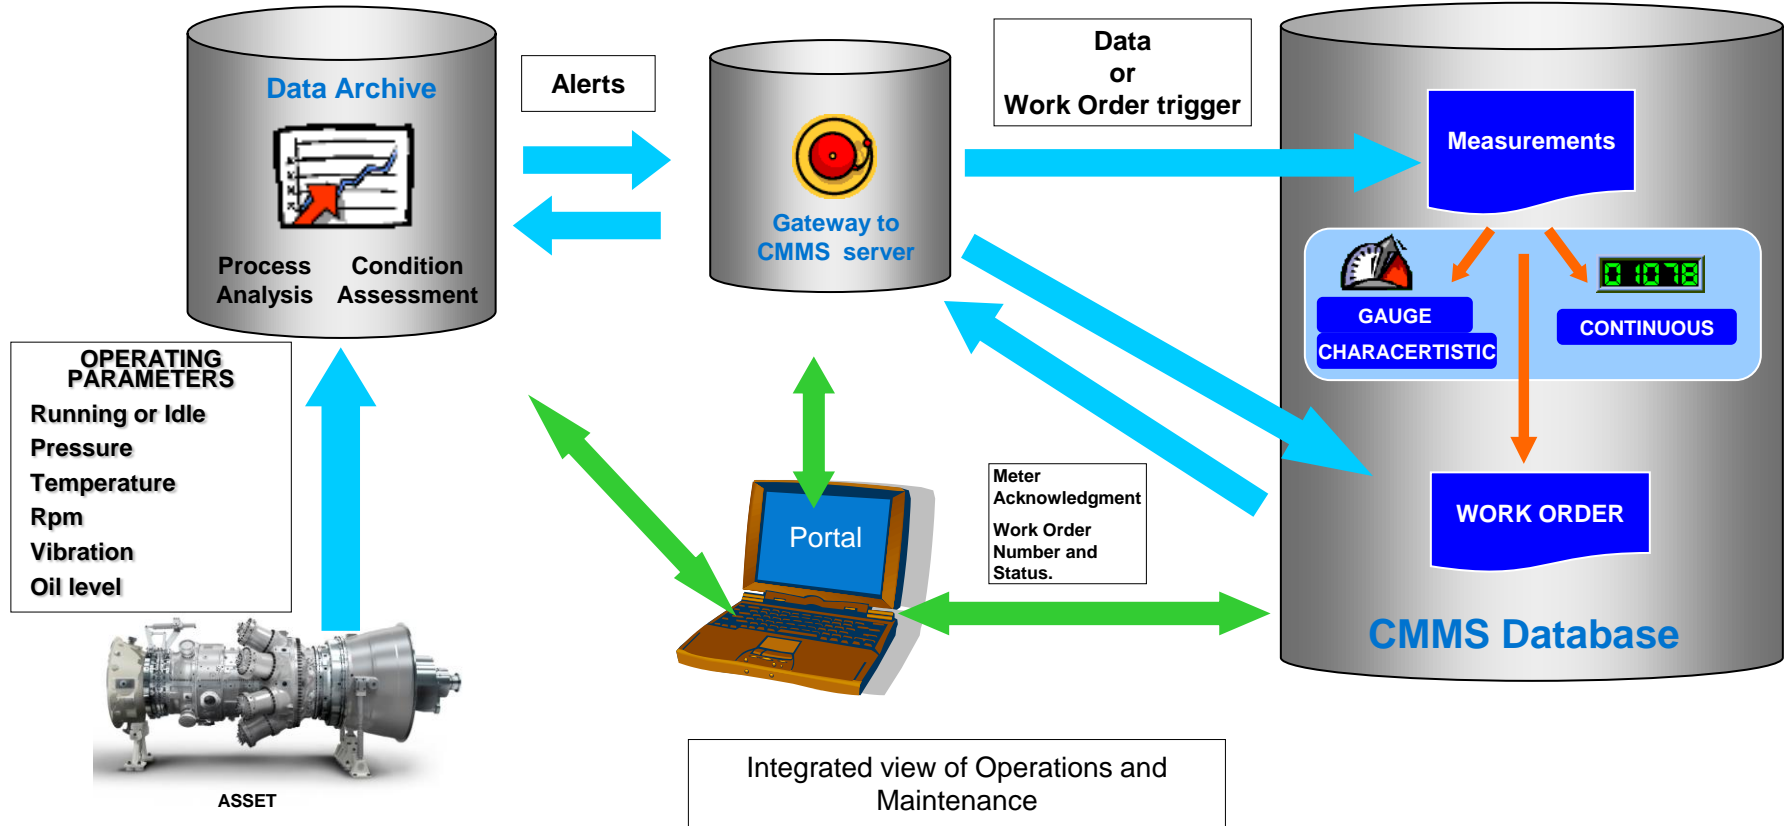 Data Archive
Process
Analysis
Condition
Assessment
Alerts
Gateway to
CMMS server
Data
or
Work Order trigger
Measurements
GAUGE
CHARACERTISTIC
01078
CONTINUOUS
WORK ORDER
CMMS Database
OPERATING
PARAMETERS
Running or Idle
Pressure
Temperature
Rpm
Vibration
Oil level
ASSET
Portal
Meter
Acknowledgment
Work Order
Number and
Status.
Integrated view of Operations and
Maintenance